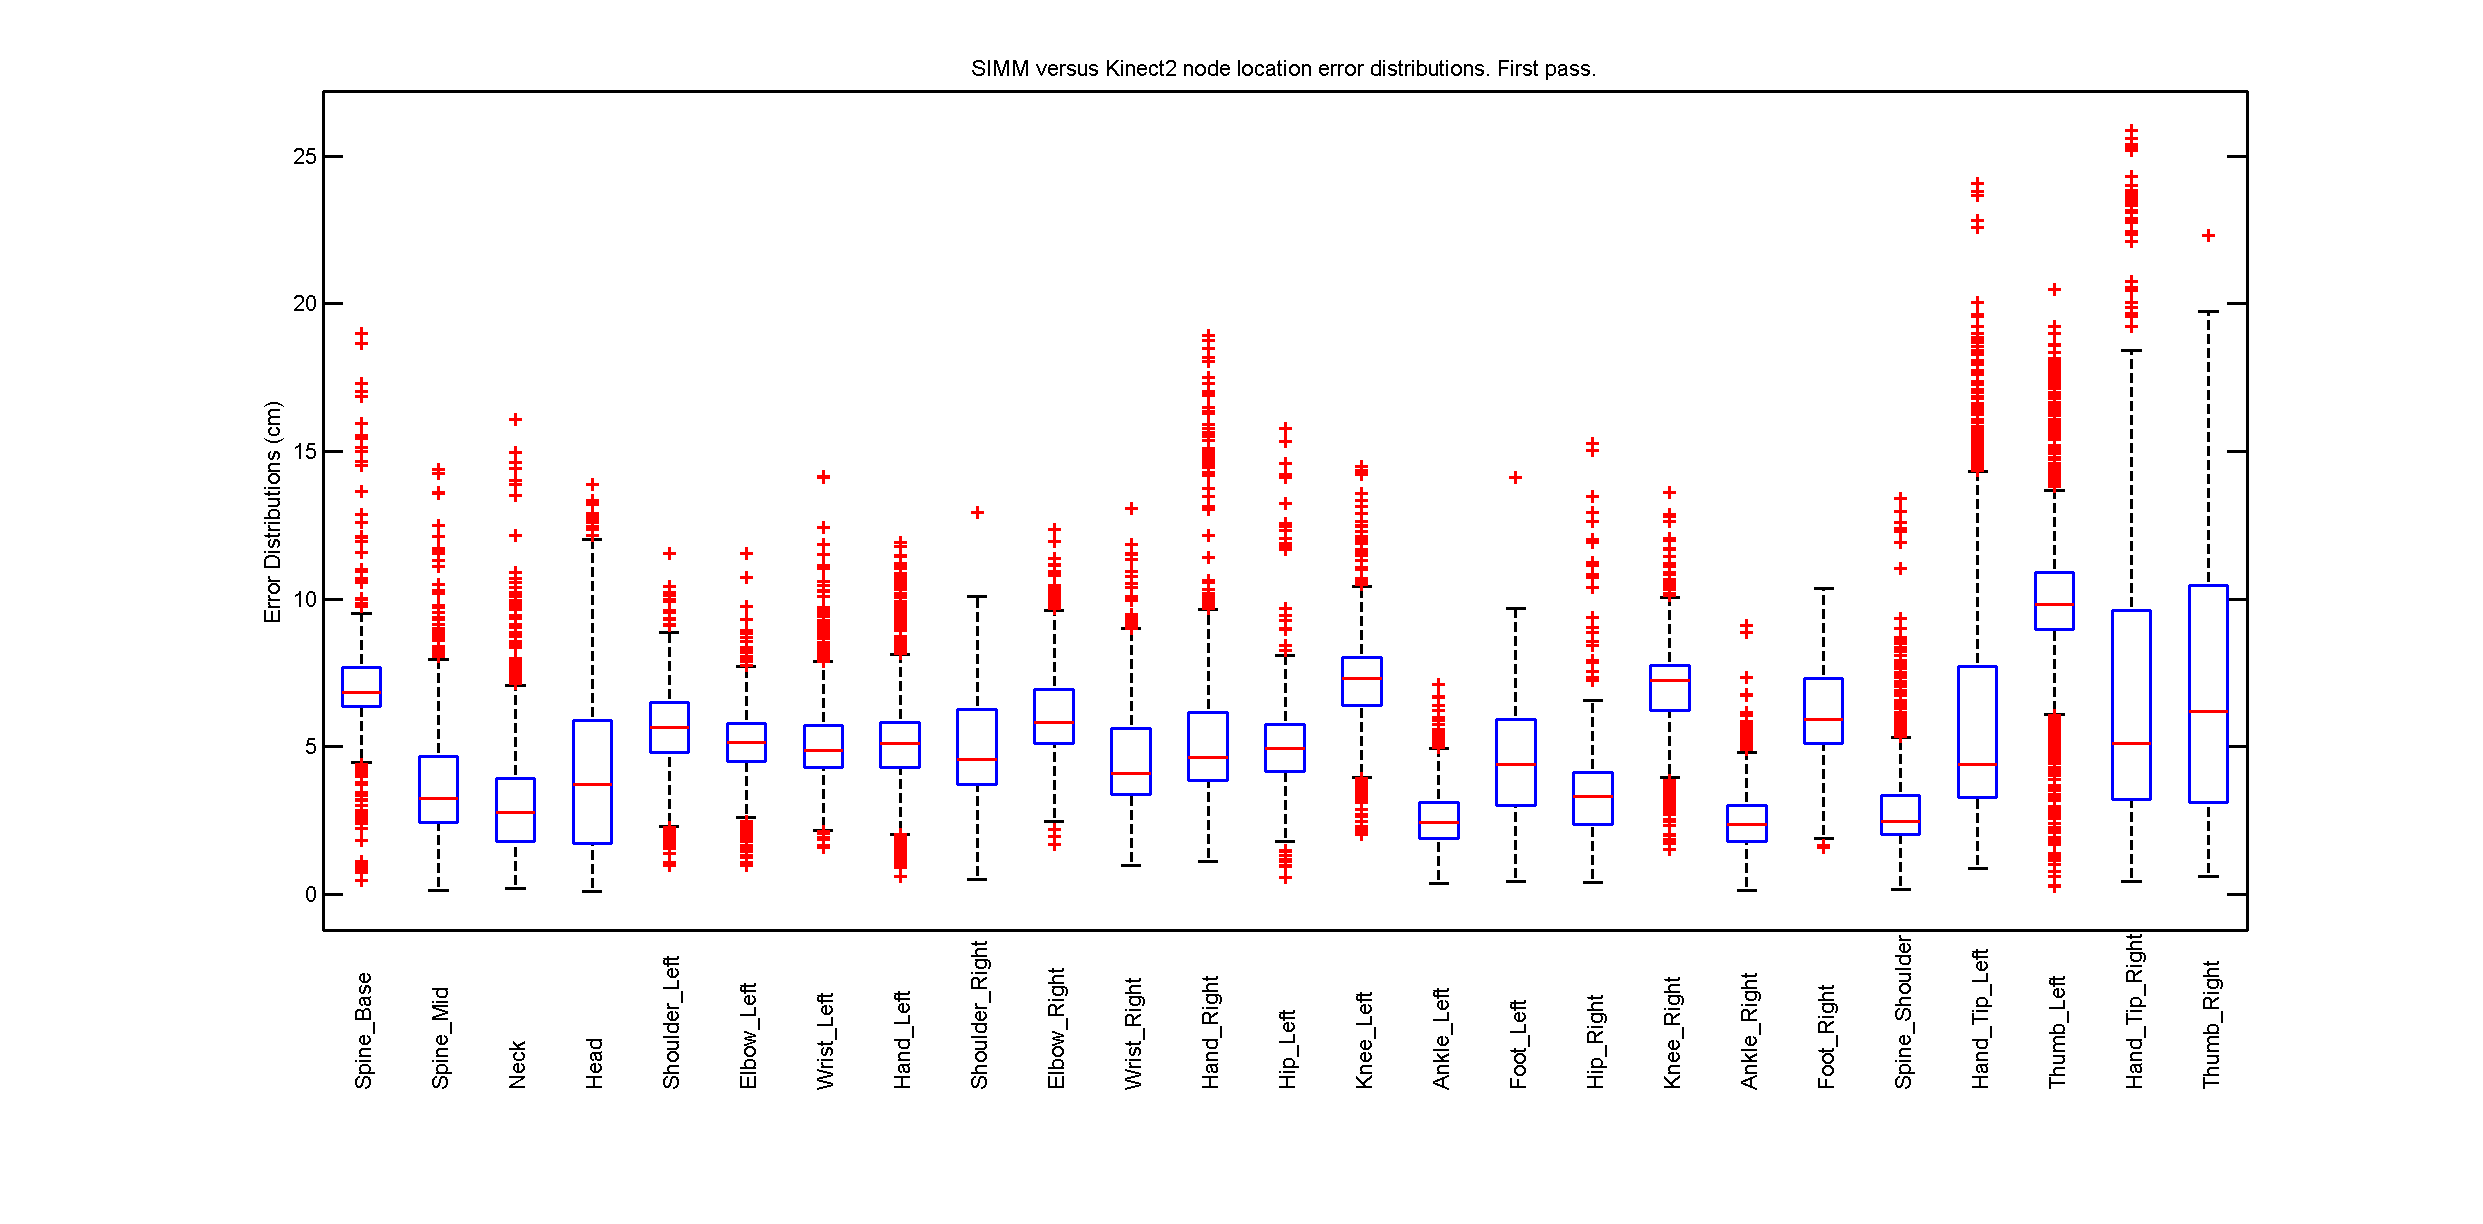 SIMM versus Kinect2 node location error distributions. First pass.
Error Distributions (cm)
25
20
15
10
5
0
Spine_Base
Spine_Mid
Neck
Head
Shoulder_Left
Elbow_Left
Wrist_Left
Hand_Left
Shoulder_Right
Elbow_Right
Wrist_Right
Hand_Right
Hip_Left
Knee_Left
Ankle_Left
Foot_Left
Hip_Right
Knee_Right
Ankle_Right
Foot_Right
Spine_Shoulder
Hand_Tip_Left
Thumb_Left
Hand_Tip_Right
Thumb_Right